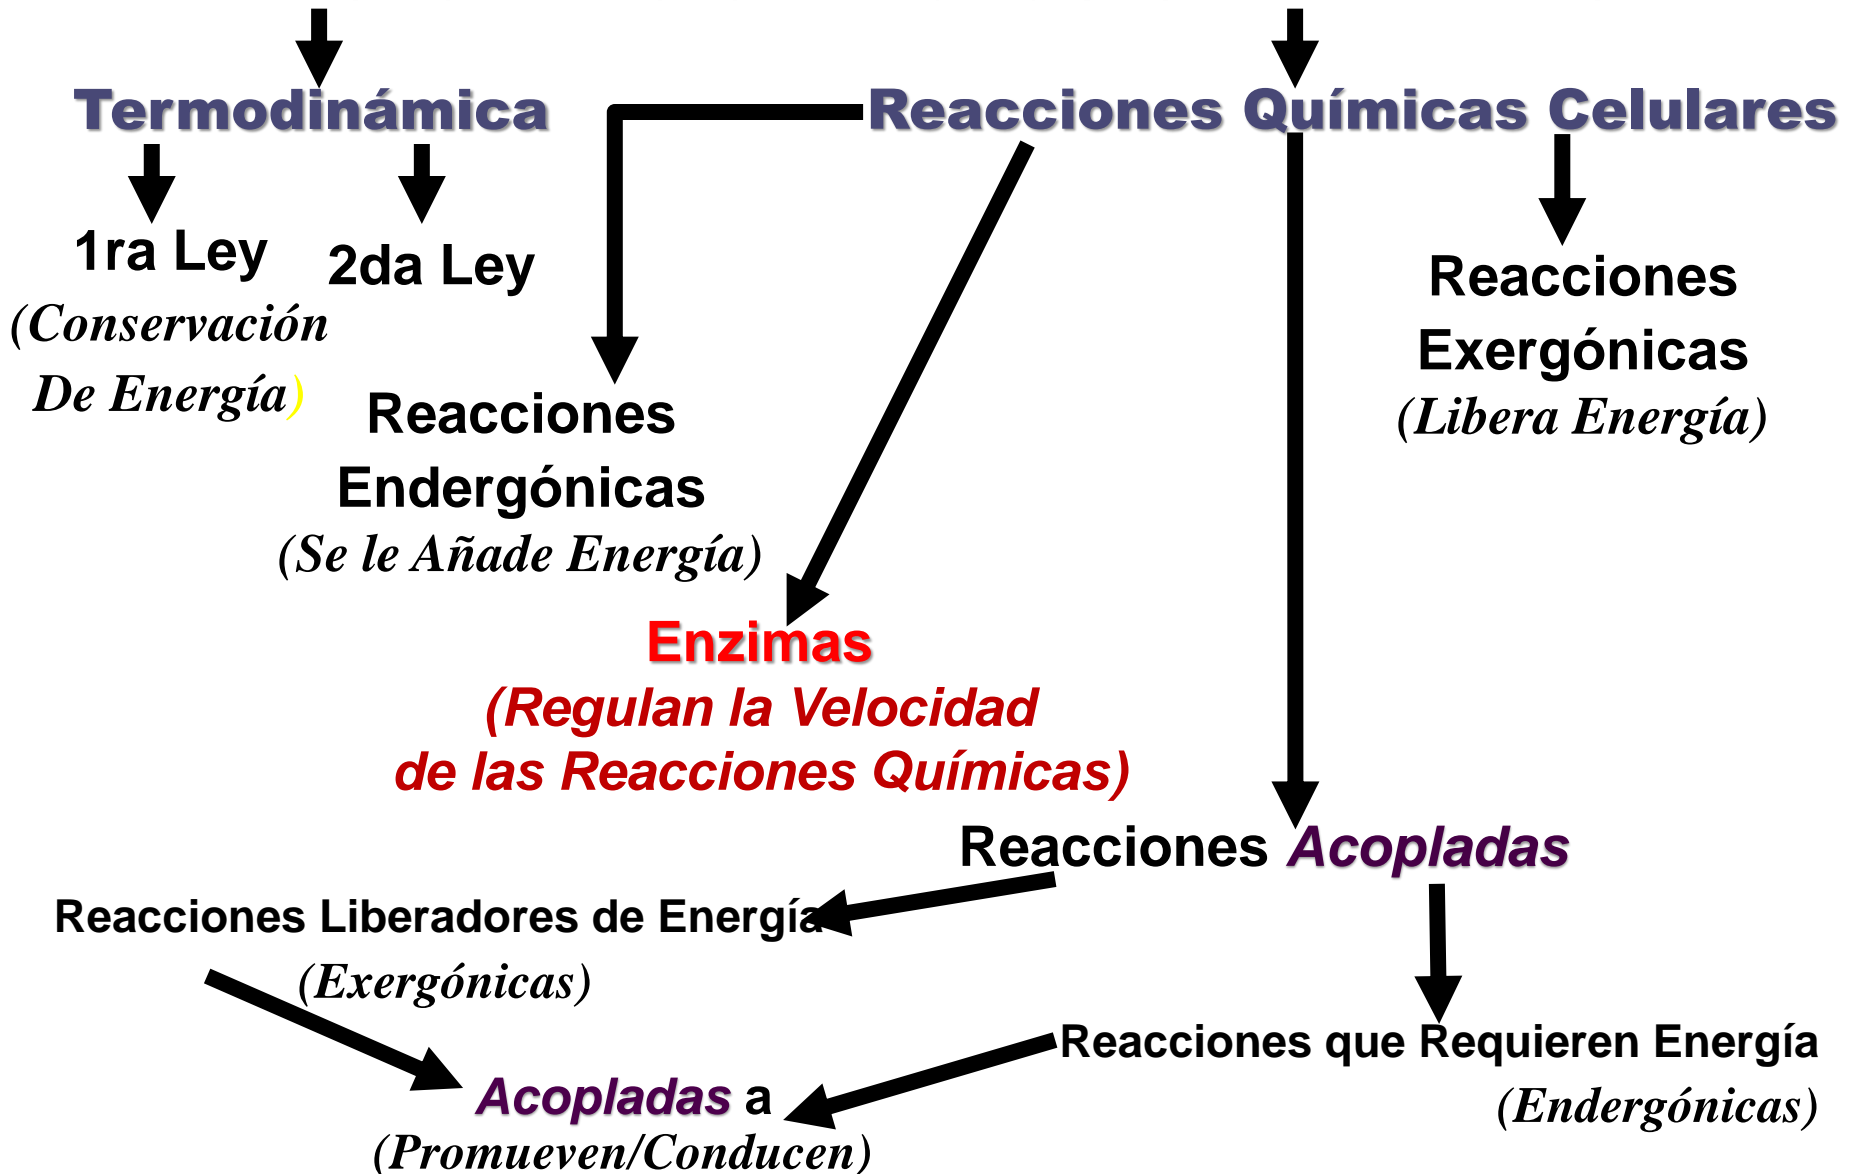 Termodinámica
Reacciones Químicas Celulares
1ra Ley
(Conservación
De Energía)
2da Ley
Reacciones
Exergónicas
(Libera Energía)
Reacciones
Endergónicas
(Se le Añade Energía)
Enzimas
(Regulan la Velocidad
de las Reacciones Químicas)
Reacciones Acopladas
Reacciones Liberadores de Energía
(Exergónicas)
Reacciones que Requieren Energía
(Endergónicas)
Acopladas a
(Promueven/Conducen)